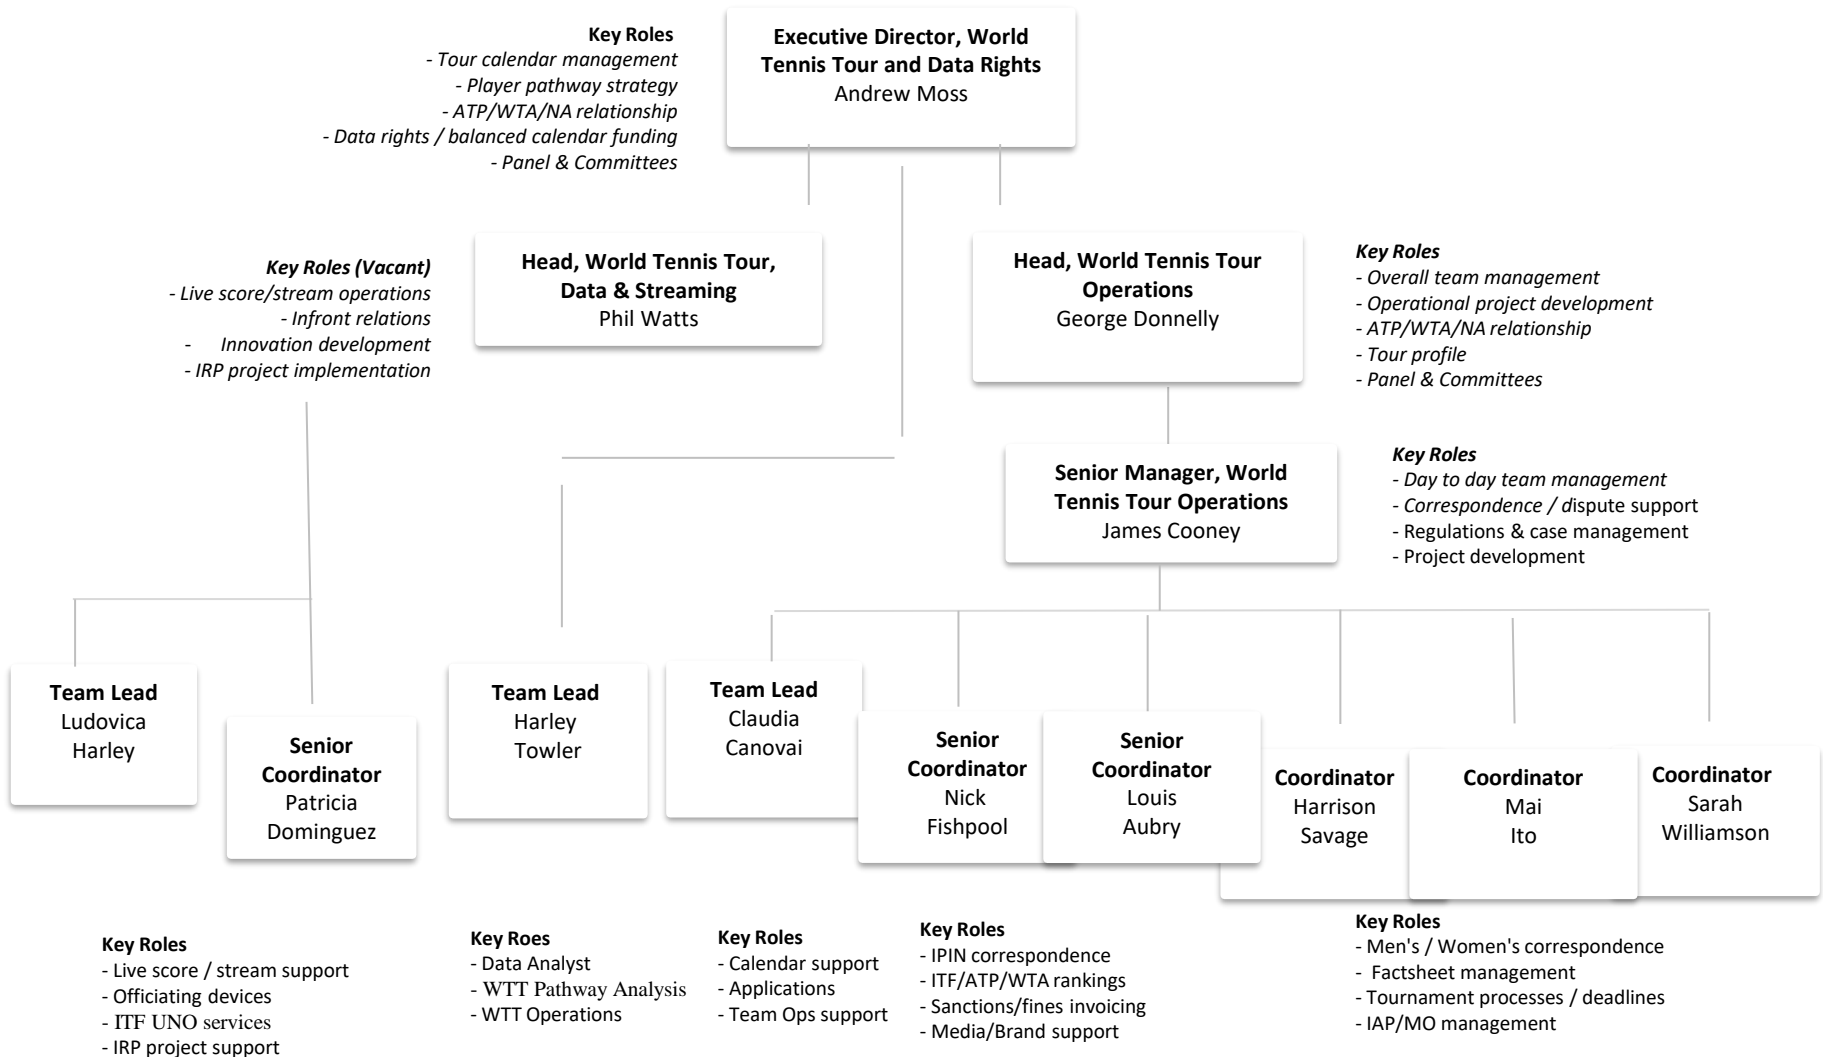 Key Roles
- Tour calendar management
- Player pathway strategy
- ATP/WTA/NA relationship
- Data rights / balanced calendar funding
- Panel & Committees
Executive Director, World
Tennis Tour and Data Rights
Andrew Moss
Key Roles (Vacant)
- Live score/stream operations
- Infront relations
- Innovation development
- IRP project implementation
Head, World Tennis Tour,
Data & Streaming
Phil Watts
Head, World Tennis Tour
Operations
George Donnelly
Key Roles
- Overall team management
- Operational project development
- ATP/WTA/NA relationship
- Tour profile
- Panel & Committees
Senior Manager, World
Tennis Tour Operations
James Cooney
Key Roles
- Day to day team management
- Correspondence / dispute support
- Regulations & case management
- Project development
Team Lead
Ludovica
Harley
Senior
Coordinator
Patricia
Dominguez
Team Lead
Harley
Towler
Team Lead
Claudia
Canovai
Senior
Coordinator
Nick
Fishpool
Senior
Coordinator
Louis
Aubry
Coordinator
Harrison
Savage
Coordinator
Mai
Ito
Coordinator
Sarah
Williamson
Key Roles
- Live score / stream support
- Officiating devices
- ITF UNO services
- IRP project support
Key Roes
- Data Analyst
- WTT Pathway Analysis
- WTT Operations
Key Roles
- Calendar support
- Applications
- Team Ops support
Key Roles
- IPIN correspondence
- ITF/ATP/WTA rankings
- Sanctions/fines invoicing
- Media/Brand support
Key Roles
- Men's / Women's correspondence
- Factsheet management
- Tournament processes / deadlines
- IAP/MO management